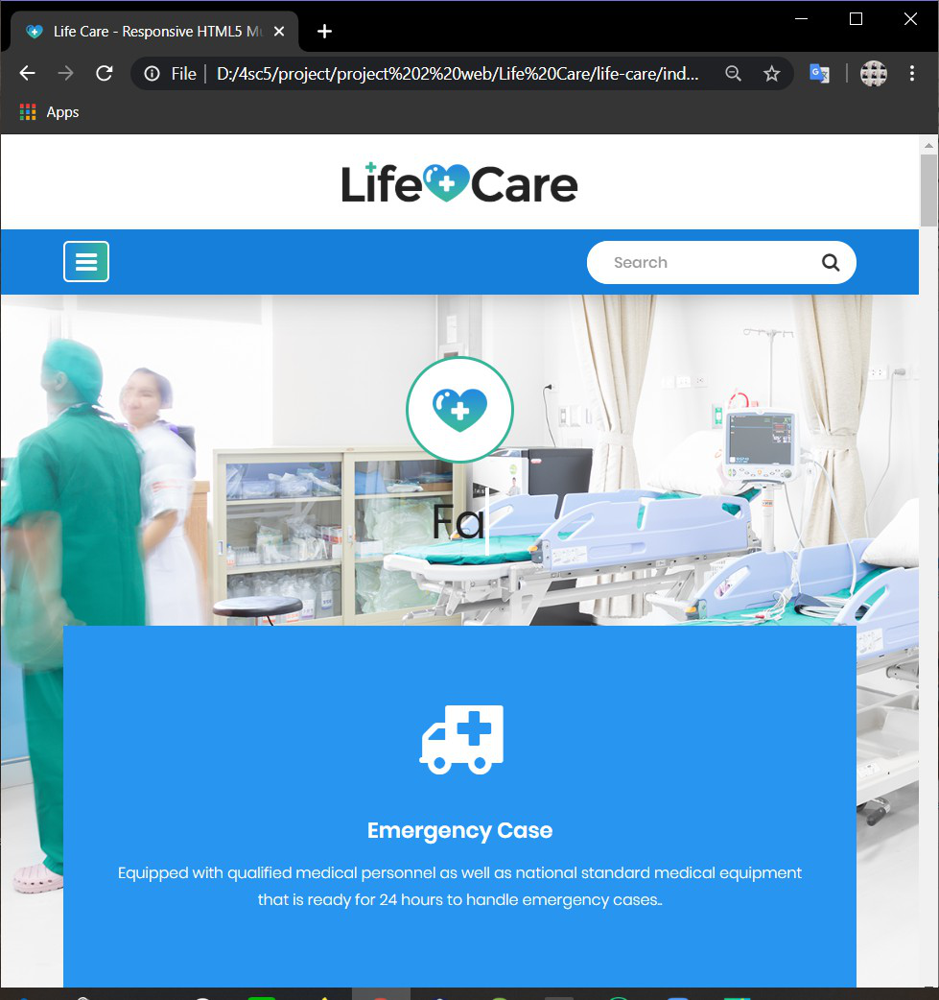 Life Care - Responsive HTML5 Mu
File
D:/4sc5/project/project%202%20web/Life%20Care/life-care/ind...
Apps
Life Care
Search
Fa
Emergency Case
Equipped with qualified medical personnel as well as national standard medical equipment
that is ready for 24 hours to handle emergency cases..